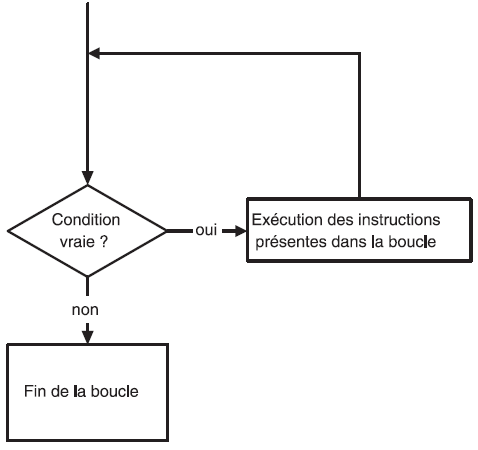 Condition
vraie ?
oui
Exécution des instructions
présentes dans la boucle
non
Fin de la boucle